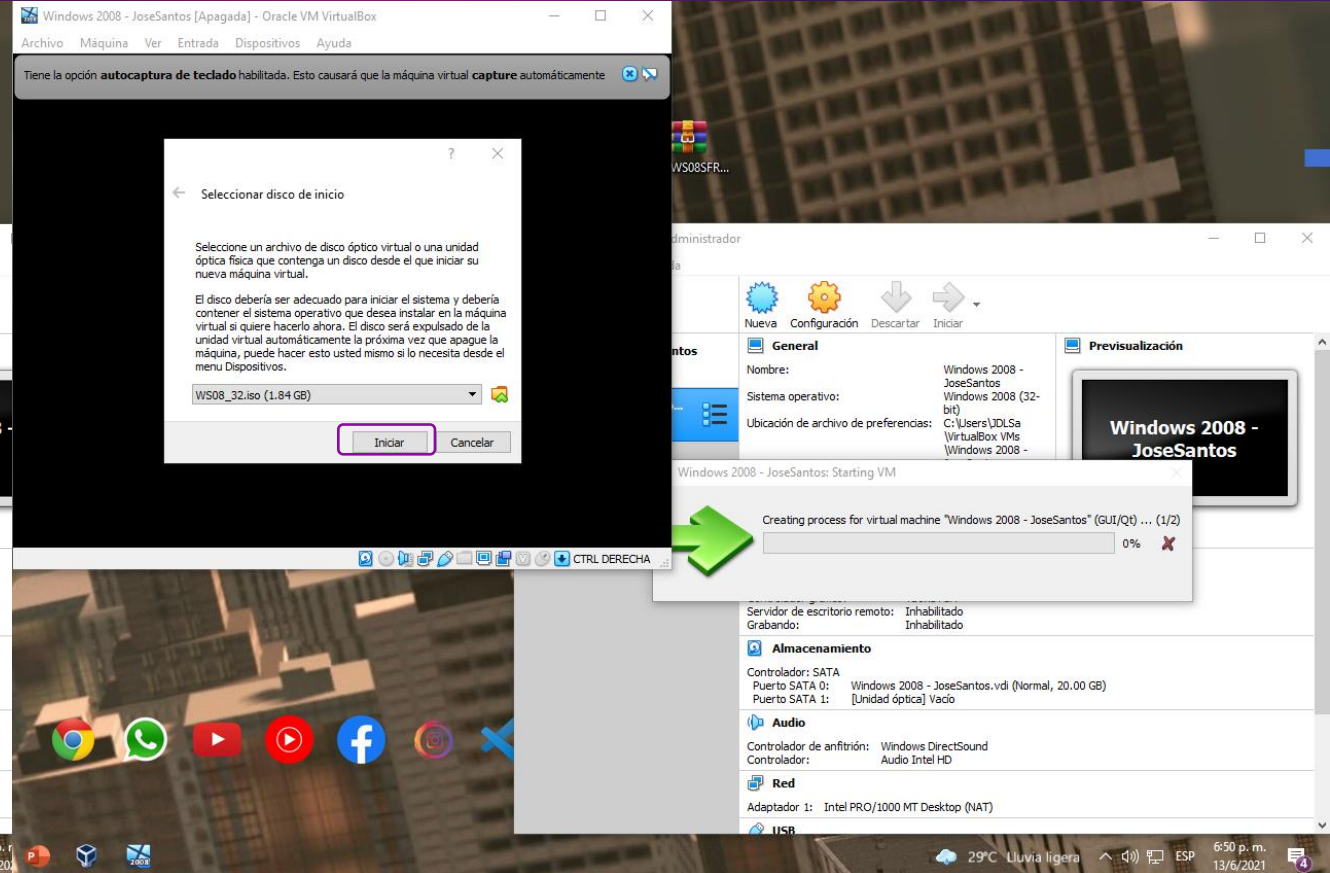 Windows 2008 - JoseSantos [Apagada] - Oracle VM VirtualBox
Archivo Máquina Ver Entrada Dispositivos Ayuda
Tiene la opción autocaptura de teclado habilitada. Esto causará que la máquina virtual capture automáticamente
Seleccionar disco de inicio
Seleccione un archivo de disco óptico virtual o una unidad
óptica física que contenga un disco desde el que iniciar su
nueva máquina virtual.
El disco debería ser adecuado para iniciar el sistema y debería
contener el sistema operativo que desea instalar en la máquina
virtual si quiere hacerlo ahora. El disco será expulsado de la
unidad virtual automáticamente la próxima vez que apague la
máquina, puede hacer esto usted mismo si lo necesita desde el
menu Dispositivos.
WS08_32.iso (1.84 GB)
Iniciar Cancelar
CTRL DERECHA
WS08SFR...
dministrador
Nueva Configuración Descartar Iniciar
ntos
General
Nombre: Windows 2008 -
JoseSantos
Sistema operativo: Windows 2008 (32-
bit)
Ubicación de archivo de preferencias: C:\Users\JDLSa
\VirtualBox VMs
\Windows 2008 -
Previsualización
Windows 2008 -
JoseSantos
Windows 2008 - JoseSantos: Starting VM
Creating process for virtual machine "Windows 2008 - JoseSantos" (GUI/Qt) ... (1/2)
0%
Servidor de escritorio remoto: Inhabilitado
Grabando: Inhabilitado
Almacenamiento
Controlador: SATA
Puerto SATA 0: Windows 2008 - JoseSantos.vdi (Normal, 20.00 GB)
Puerto SATA 1: [Unidad óptica] Vacío
Audio
Controlador de anfitrión: Windows DirectSound
Controlador: Audio Intel HD
Red
Adaptador 1: Intel PRO/1000 MT Desktop (NAT)
USB
29°C Lluvia ligera ESP 6:50 p. m.
13/6/2021
4